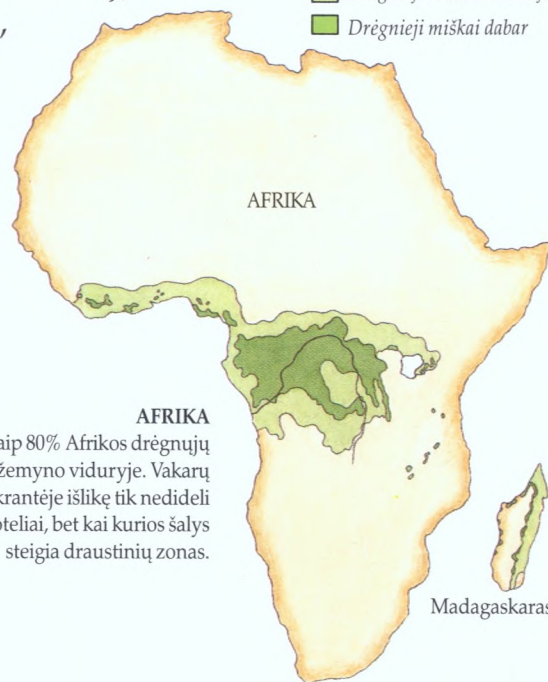 Drėgnieji miškai dabar
AFRIKA
AFRIKA
aip 80% Afrikos drėgnųjų
žemyno viduryje. Vakarų
krantėje išlikę tik nedideli
oteliai, bet kai kurios šalys
steigia draustinių zonas.
Madagaskaras